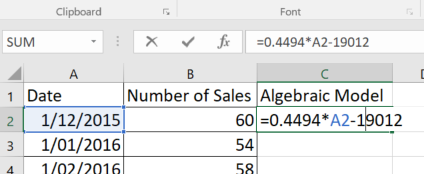 Clipboard Font
SUM fx =0.4494*A2-19012
A B C
1 Date Number of Sales Algebraic Model
2 1/12/2015 60 =0.4494*A2-19012
3 1/01/2016 54
4 1/02/2016 58